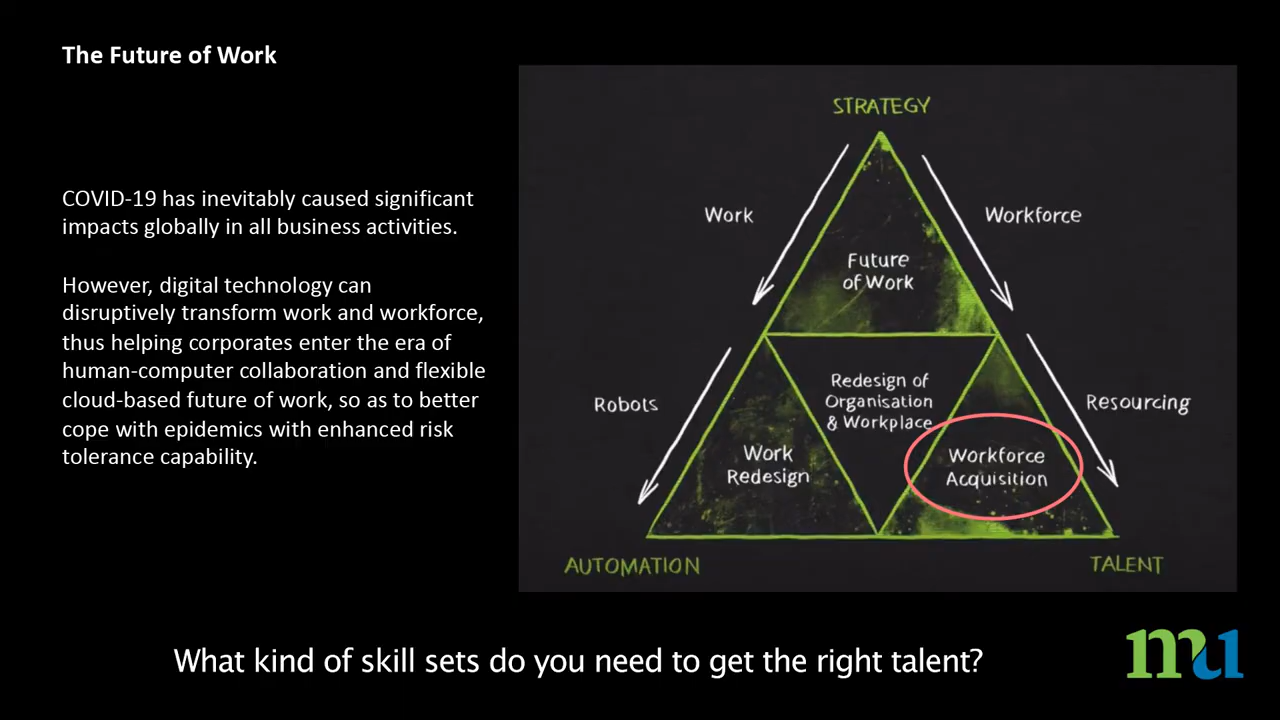 The Future of Work
COVID-19 has inevitably caused significant
impacts globally in all business activities.
However, digital technology can
disruptively transform work and workforce,
thus helping corporates enter the era of
human-computer collaboration and flexible
cloud-based future of work, so as to better
cope with epidemics with enhanced risk
tolerance capability.
STRATEGY
Work
Workforce
Future
of Work
Robots
Redesign of
Organisation
& Workplace
Resourcing
Work
Redesign
Workforce
Acquisition
AUTOMATION
TALENT
What kind of skill sets do you need to get the right talent?
mu